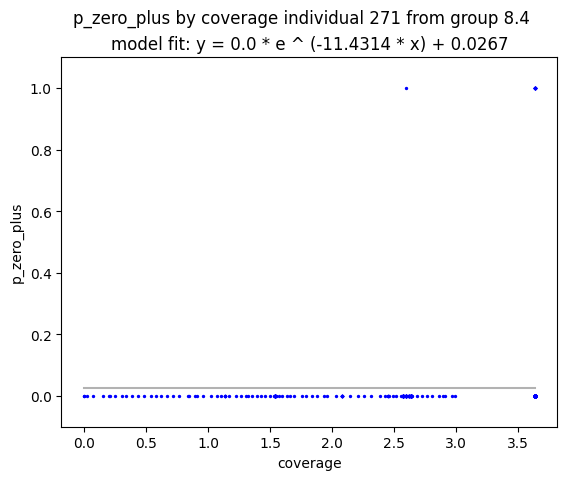 p_zero_plus by coverage individual 271 from group 8.4
model fit: y = 0.0 * e ^ (-11.4314 * x) + 0.0267
1.0
0.8
0.6
0.4
0.2
0.0
p_zero_plus
0.0 0.5 1.0 1.5 2.0 2.5 3.0 3.5
coverage